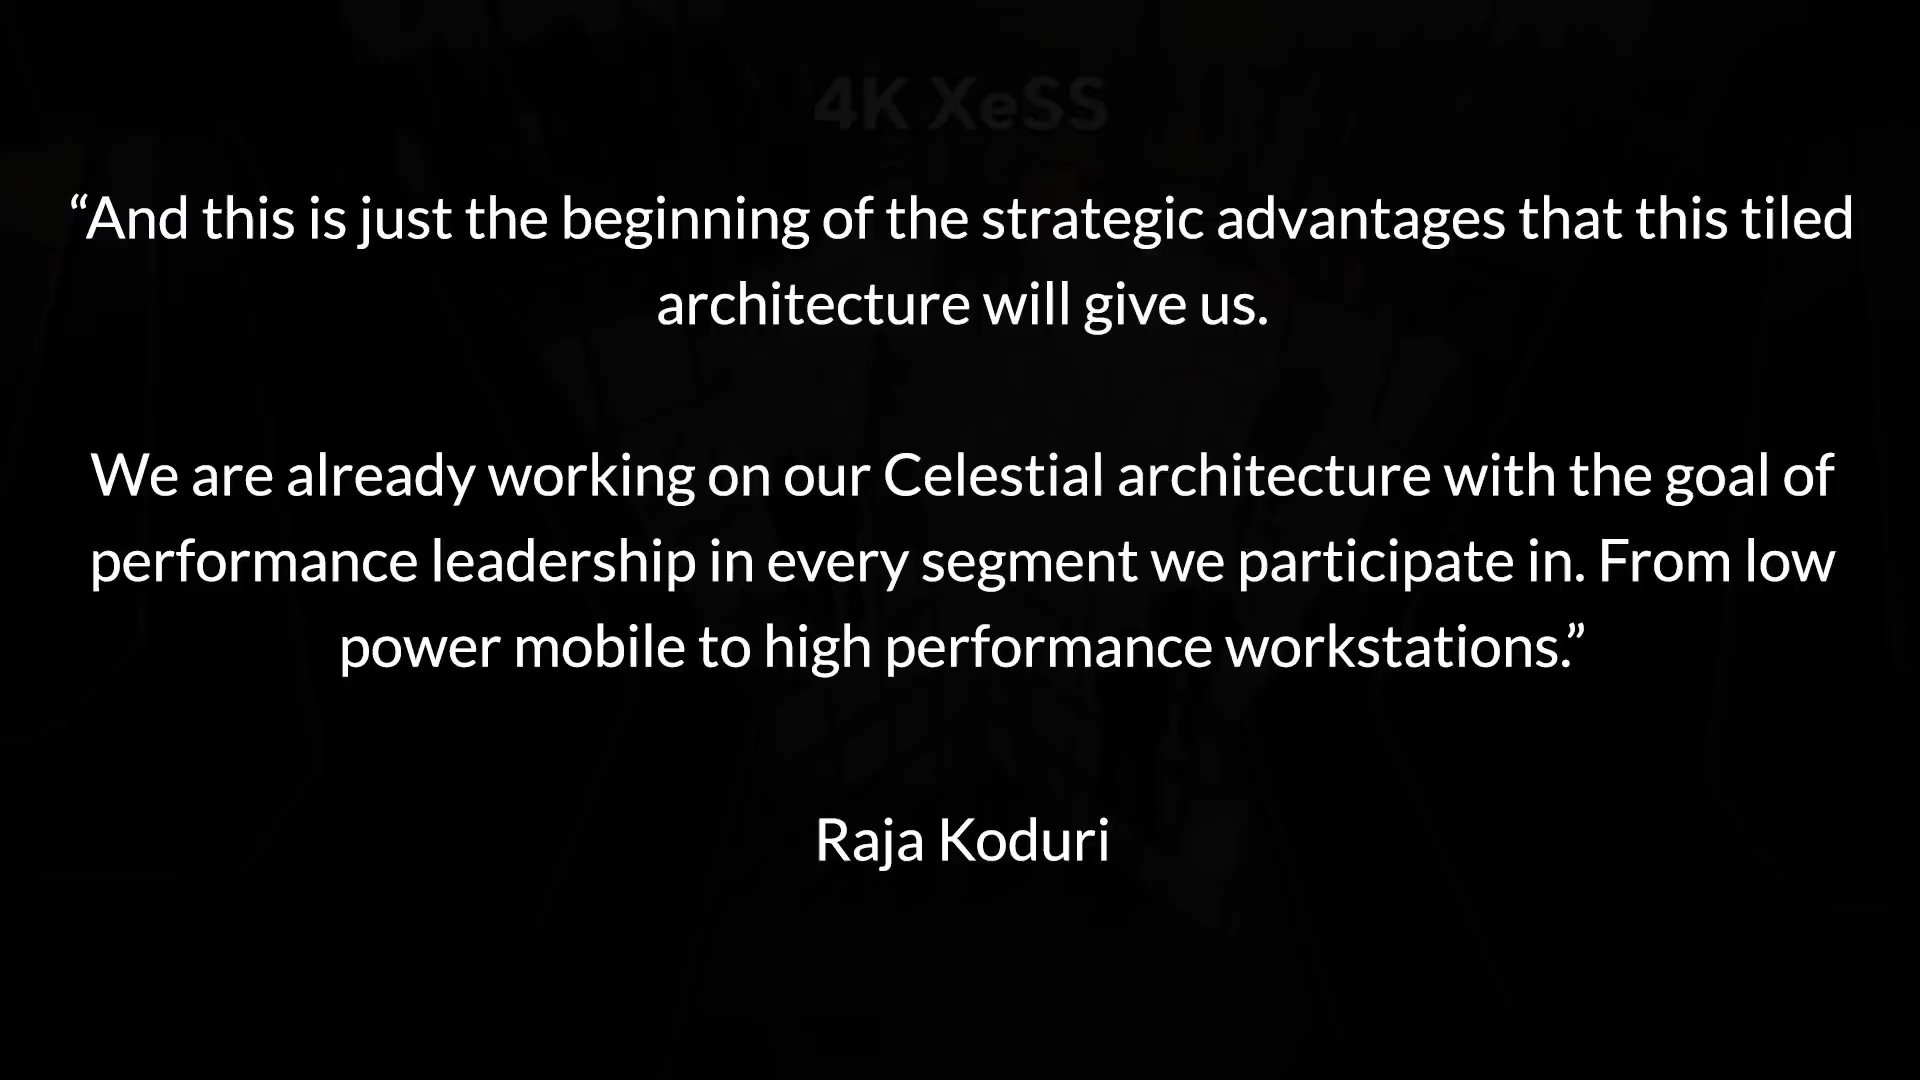 4K XeSS
“And this is just the beginning of the strategic advantages that this tiled
architecture will give us.
We are already working on our Celestial architecture with the goal of
performance leadership in every segment we participate in. From low
power mobile to high performance workstations.”
Raja Koduri